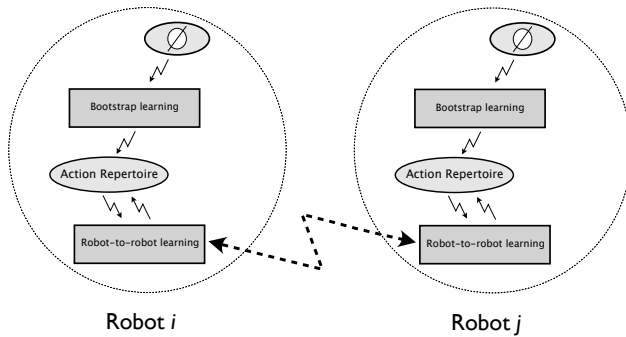 ∅
Bootstrap learning
Action Repertoire
Robot-to-robot learning
Robot i
∅
Bootstrap learning
Action Repertoire
Robot-to-robot learning
Robot j